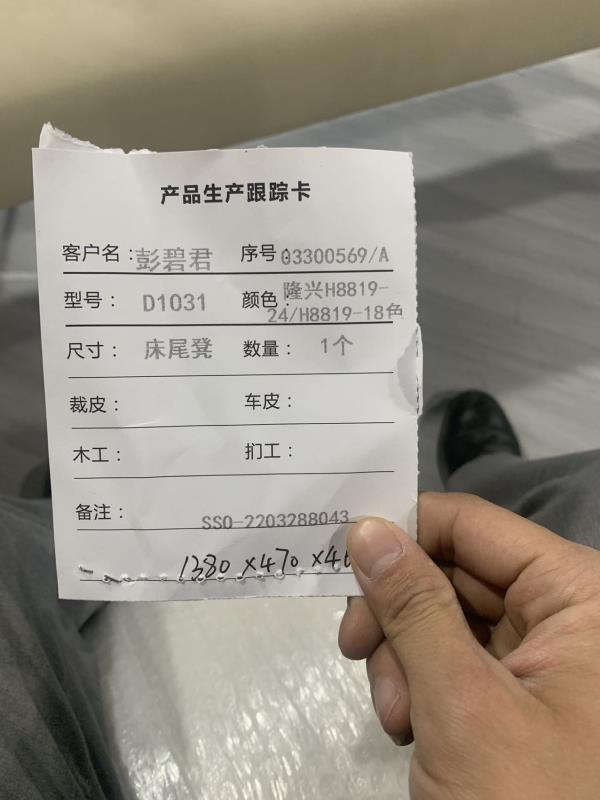 产品生产跟踪卡
客户名：彭碧君 序号：03300569/A
型号：D1031 颜色：隆兴H8819-
24/H8819-18色
尺寸：床尾凳 数量：1个
裁皮： 车皮：
木工： 扪工：
备注：SSO-2203288043
1380×470×